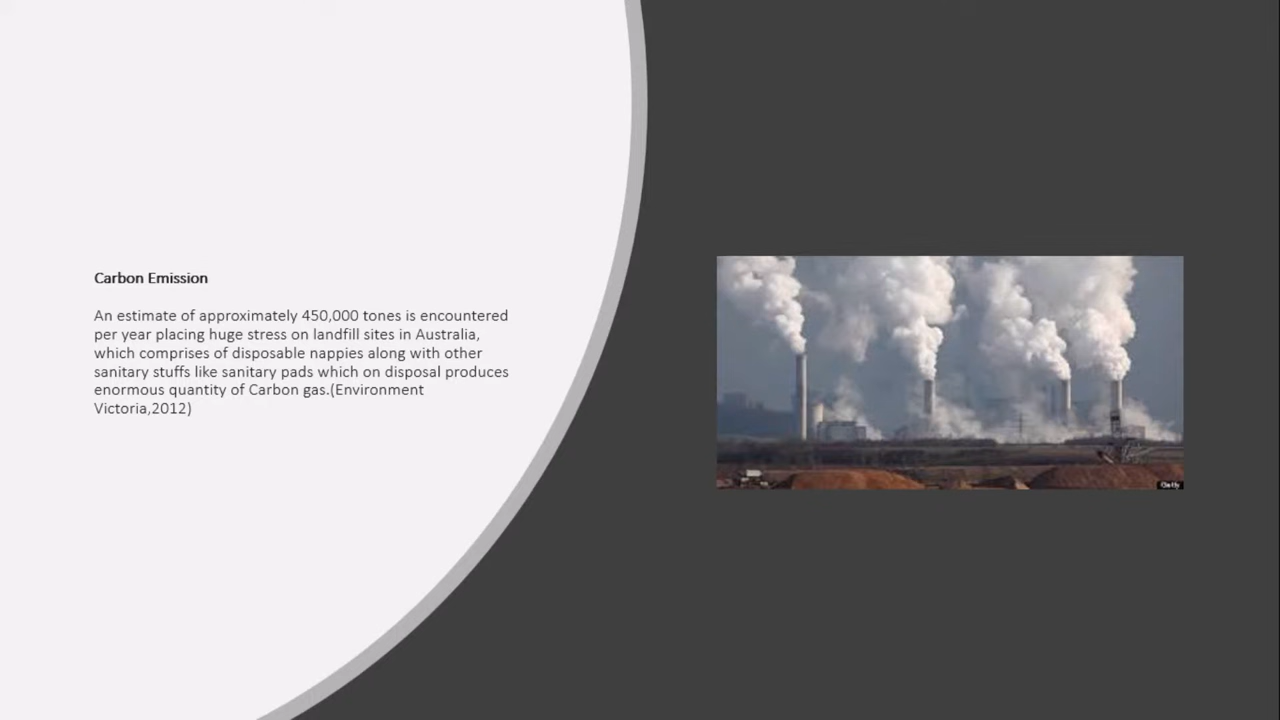 Carbon Emission
An estimate of approximately 450,000 tones is encountered
per year placing huge stress on landfill sites in Australia,
which comprises of disposable nappies along with other
sanitary stuffs like sanitary pads which on disposal produces
enormous quantity of Carbon gas.(Environment
Victoria,2012)
Getty